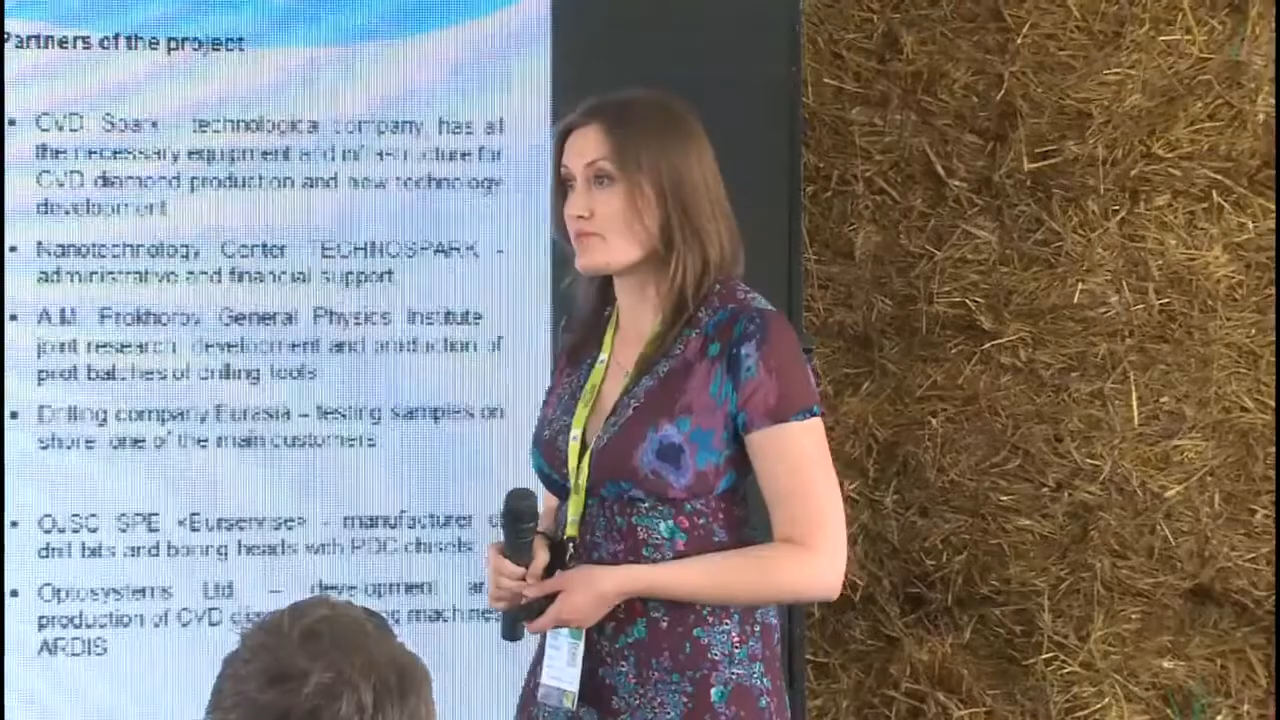 Partners of the project
CVD Spark technological company has all
the necessary equipment and infrastructure for
CVD diamond production and new technology
development
Nanotechnology Center TECHNOSPARK -
administrative and financial support
A.M. Prokhorov General Physics Institute
joint research, development and production of
pilot batches of drilling tools
Drilling company Eurasia – testing samples on
shore, one of the main customers
OJSC SPE - manufacturer
drill bits and boring heads with PDC chisels
Optosystems Ltd – development
production of CVD machine
ARDIS